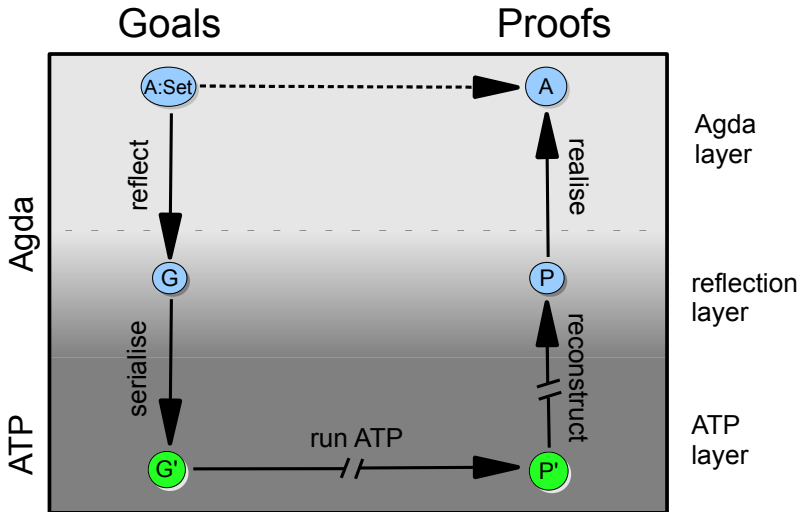 Goals Proofs
A:Set A
Agda
layer
reflect realise
Agda
G P
reflection
layer
serialise reconstruct
ATP
run ATP
ATP
layer
G' P'